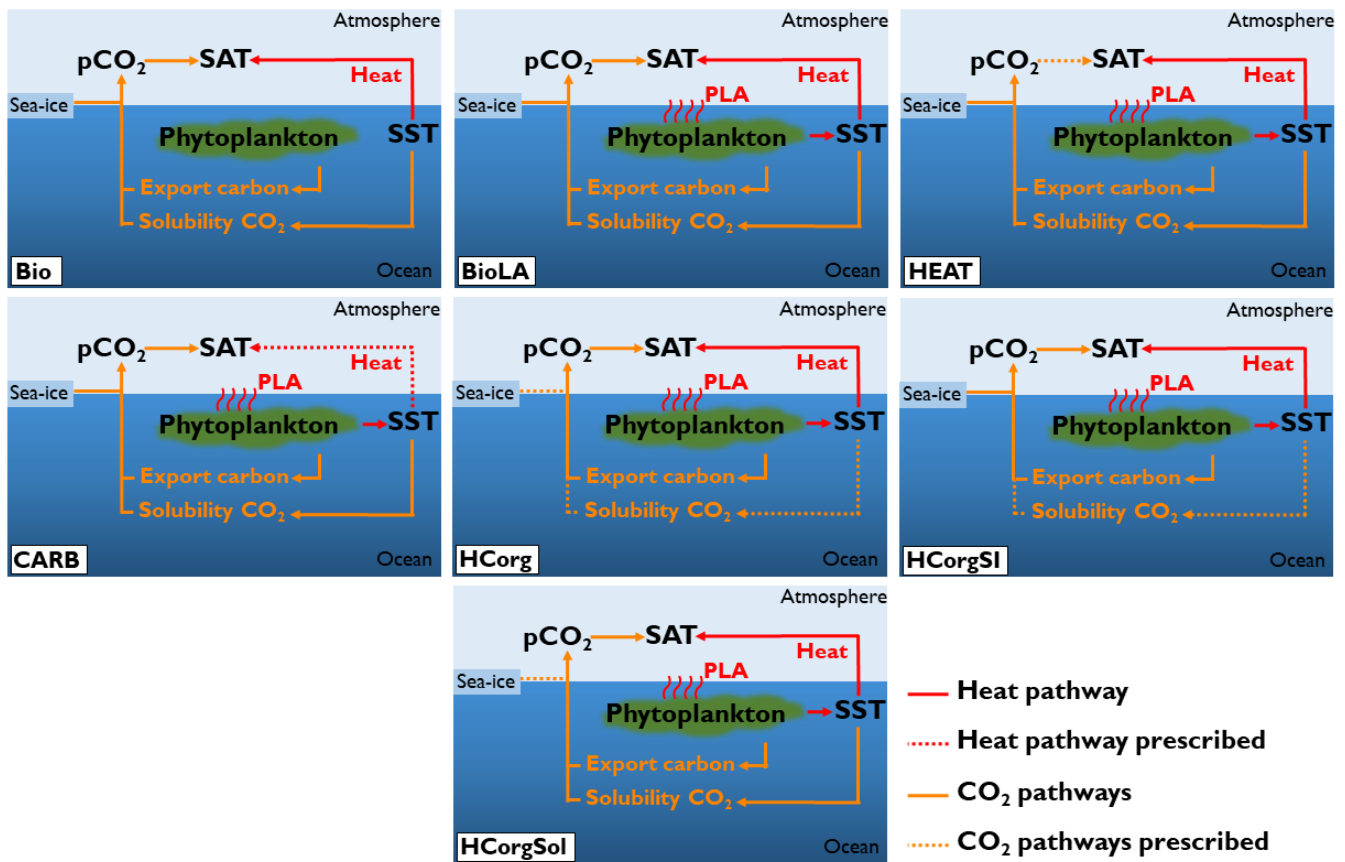 Atmosphere
pCO₂ SAT
Heat
Sea-ice
Phytoplankton SST
Export carbon
Solubility CO₂
Ocean
Bio
Atmosphere
pCO₂ SAT
Heat
PLA
Sea-ice
Phytoplankton SST
Export carbon
Solubility CO₂
Ocean
BioLA
Atmosphere
pCO₂ SAT
Heat
PLA
Sea-ice
Phytoplankton SST
Export carbon
Solubility CO₂
Ocean
HEAT
Atmosphere
pCO₂ SAT
Heat
PLA
Sea-ice
Phytoplankton SST
Export carbon
Solubility CO₂
Ocean
CARB
Atmosphere
pCO₂ SAT
Heat
PLA
Sea-ice
Phytoplankton SST
Export carbon
Solubility CO₂
Ocean
HCorg
Atmosphere
pCO₂ SAT
Heat
PLA
Sea-ice
Phytoplankton SST
Export carbon
Solubility CO₂
Ocean
HCorgSI
Atmosphere
pCO₂ SAT
Heat
PLA
Sea-ice
Phytoplankton SST
Export carbon
Solubility CO₂
Ocean
HCorgSol
Heat pathway
Heat pathway prescribed
CO₂ pathways
CO₂ pathways prescribed